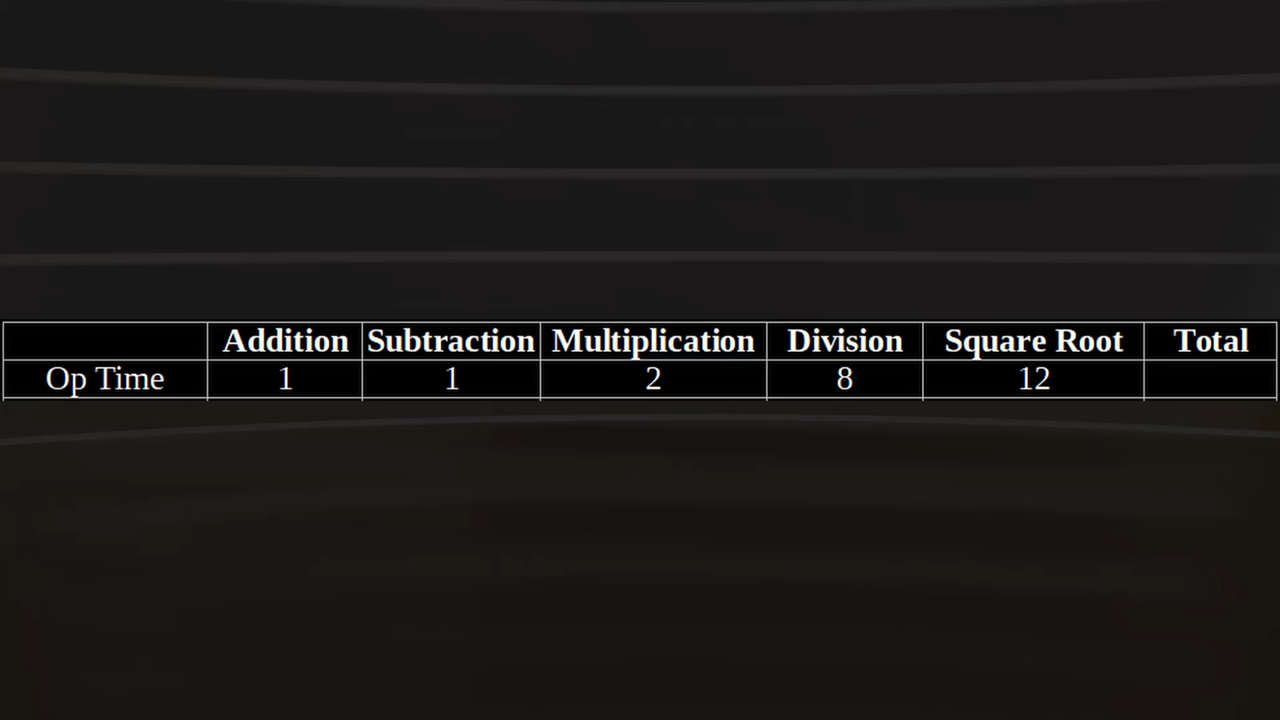 Addition Subtraction Multiplication Division Square Root Total
Op Time 1 1 2 8 12